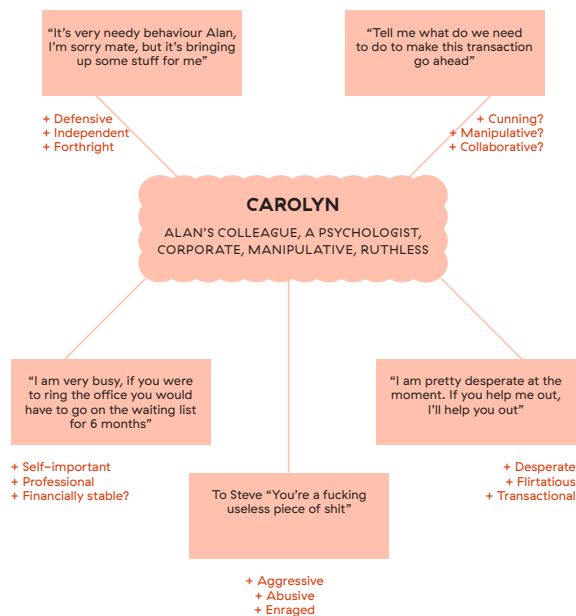 “It’s very needy behaviour Alan,
I’m sorry mate, but it’s bringing
up some stuff for me”
+ Defensive
+ Independent
+ Forthright
“Tell me what do we need
to do to make this transaction
go ahead”
+ Cunning?
+ Manipulative?
+ Collaborative?
CAROLYN
ALAN’S COLLEAGUE, A PSYCHOLOGIST,
CORPORATE, MANIPULATIVE, RUTHLESS
“I am very busy, if you were
to ring the office you would
have to go on the waiting list
for 6 months”
+ Self-important
+ Professional
+ Financially stable?
To Steve “You’re a fucking
useless piece of shit”
+ Aggressive
+ Abusive
+ Enraged
“I am pretty desperate at the
moment. If you help me out,
I’ll help you out”
+ Desperate
+ Flirtatious
+ Transactional